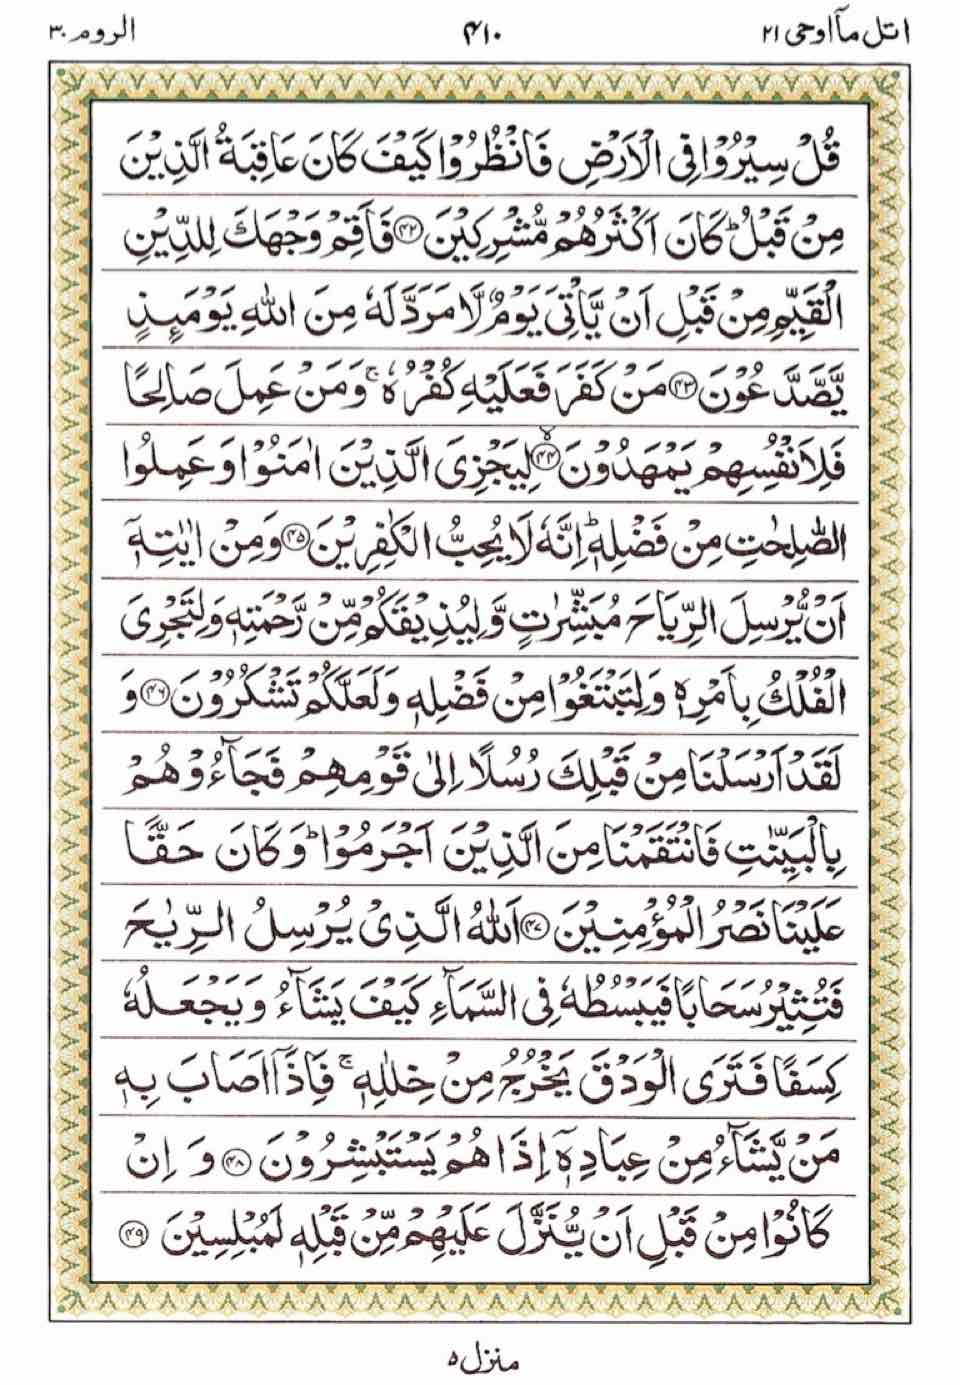 اتل مآ اوحی ۲۱
۴۱۰
الروم ۳۰
قُلْ سِيْرُوْا فِى الْاَرْضِ فَانْظُرُوْا كَيْفَ كَانَ عَاقِبَةُ الَّذِيْنَ
مِنْ قَبْلُ ؕ كَانَ اَكْثَرُهُمْ مُّشْرِكِيْنَ ﴿۴۲﴾ فَاَقِمْ وَجْهَكَ لِلدِّيْنِ
الْقَيِّمِ مِنْ قَبْلِ اَنْ يَّاْتِىَ يَوْمٌ لَّا مَرَدَّ لَهٗ مِنَ اللّٰهِ يَوْمَئِذٍ
يَّصَّدَّعُوْنَ ﴿۴۳﴾ مَنْ كَفَرَ فَعَلَيْهِ كُفْرُهٗ ۚ وَمَنْ عَمِلَ صَالِحًا
فَلِاَنْفُسِهِمْ يَمْهَدُوْنَ ﴿۴۴﴾ۙ لِيَجْزِىَ الَّذِيْنَ اٰمَنُوْا وَعَمِلُوا
الصّٰلِحٰتِ مِنْ فَضْلِهٖ ؕ اِنَّهٗ لَا يُحِبُّ الْكٰفِرِيْنَ ﴿۴۵﴾ وَمِنْ اٰيٰتِهٖۤ
اَنْ يُّرْسِلَ الرِّيَاحَ مُبَشِّرٰتٍ وَّلِيُذِيْقَكُمْ مِّنْ رَّحْمَتِهٖ وَلِتَجْرِىَ
الْفُلْكُ بِاَمْرِهٖ وَلِتَبْتَغُوْا مِنْ فَضْلِهٖ وَلَعَلَّكُمْ تَشْكُرُوْنَ ﴿۴۶﴾ وَ
لَقَدْ اَرْسَلْنَا مِنْ قَبْلِكَ رُسُلًا اِلٰى قَوْمِهِمْ فَجَآءُوْهُمْ
بِالْبَيِّنٰتِ فَانْتَقَمْنَا مِنَ الَّذِيْنَ اَجْرَمُوْا ؕ وَكَانَ حَقًّا
عَلَيْنَا نَصْرُ الْمُؤْمِنِيْنَ ﴿۴۷﴾ اَللّٰهُ الَّذِىْ يُرْسِلُ الرِّيٰحَ
فَتُثِيْرُ سَحَابًا فَيَبْسُطُهٗ فِى السَّمَآءِ كَيْفَ يَشَآءُ وَيَجْعَلُهٗ
كِسَفًا فَتَرَى الْوَدْقَ يَخْرُجُ مِنْ خِلٰلِهٖ ۚ فَاِذَاۤ اَصَابَ بِهٖ
مَنْ يَّشَآءُ مِنْ عِبَادِهٖۤ اِذَا هُمْ يَسْتَبْشِرُوْنَ ﴿۴۸﴾ وَ اِنْ
كَانُوْا مِنْ قَبْلِ اَنْ يُّنَزَّلَ عَلَيْهِمْ مِّنْ قَبْلِهٖ لَمُبْلِسِيْنَ ﴿۴۹﴾
منزل ۵